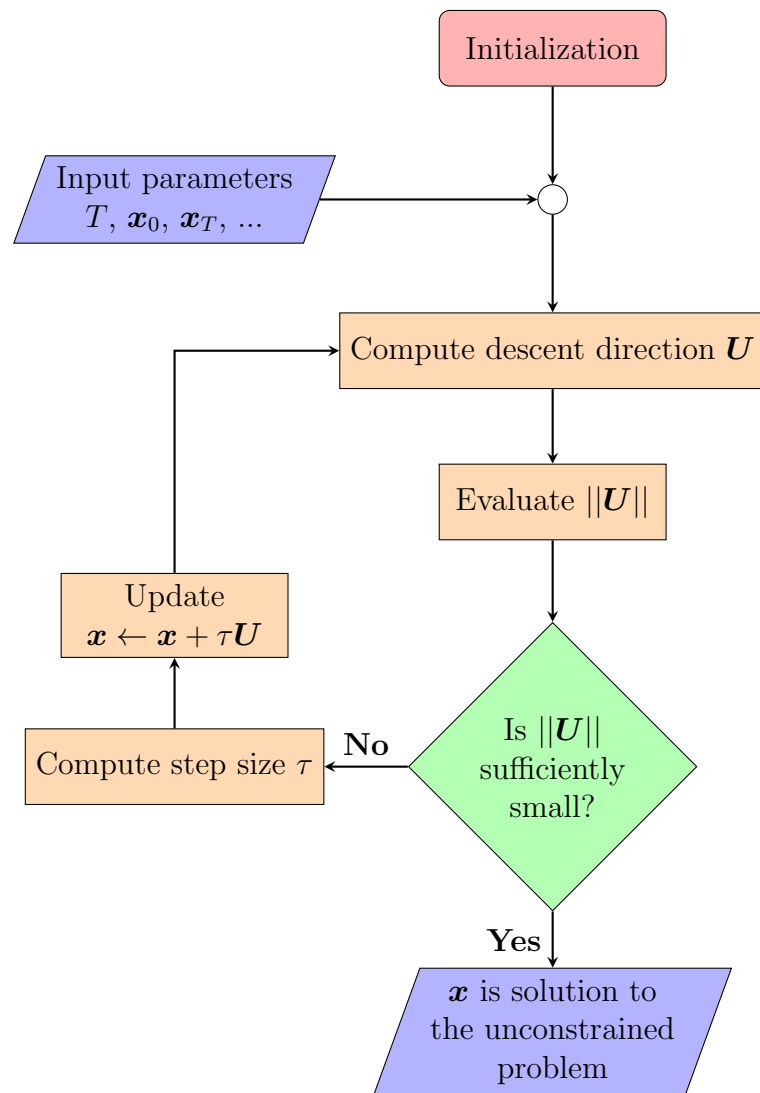 Initialization
Input parameters
T, x₀, x_T, ...
Compute descent direction U
Evaluate ||U||
Update
x ← x + τU
Is ||U||
sufficiently
small?
No
Compute step size τ
Yes
x is solution to
the unconstrained
problem